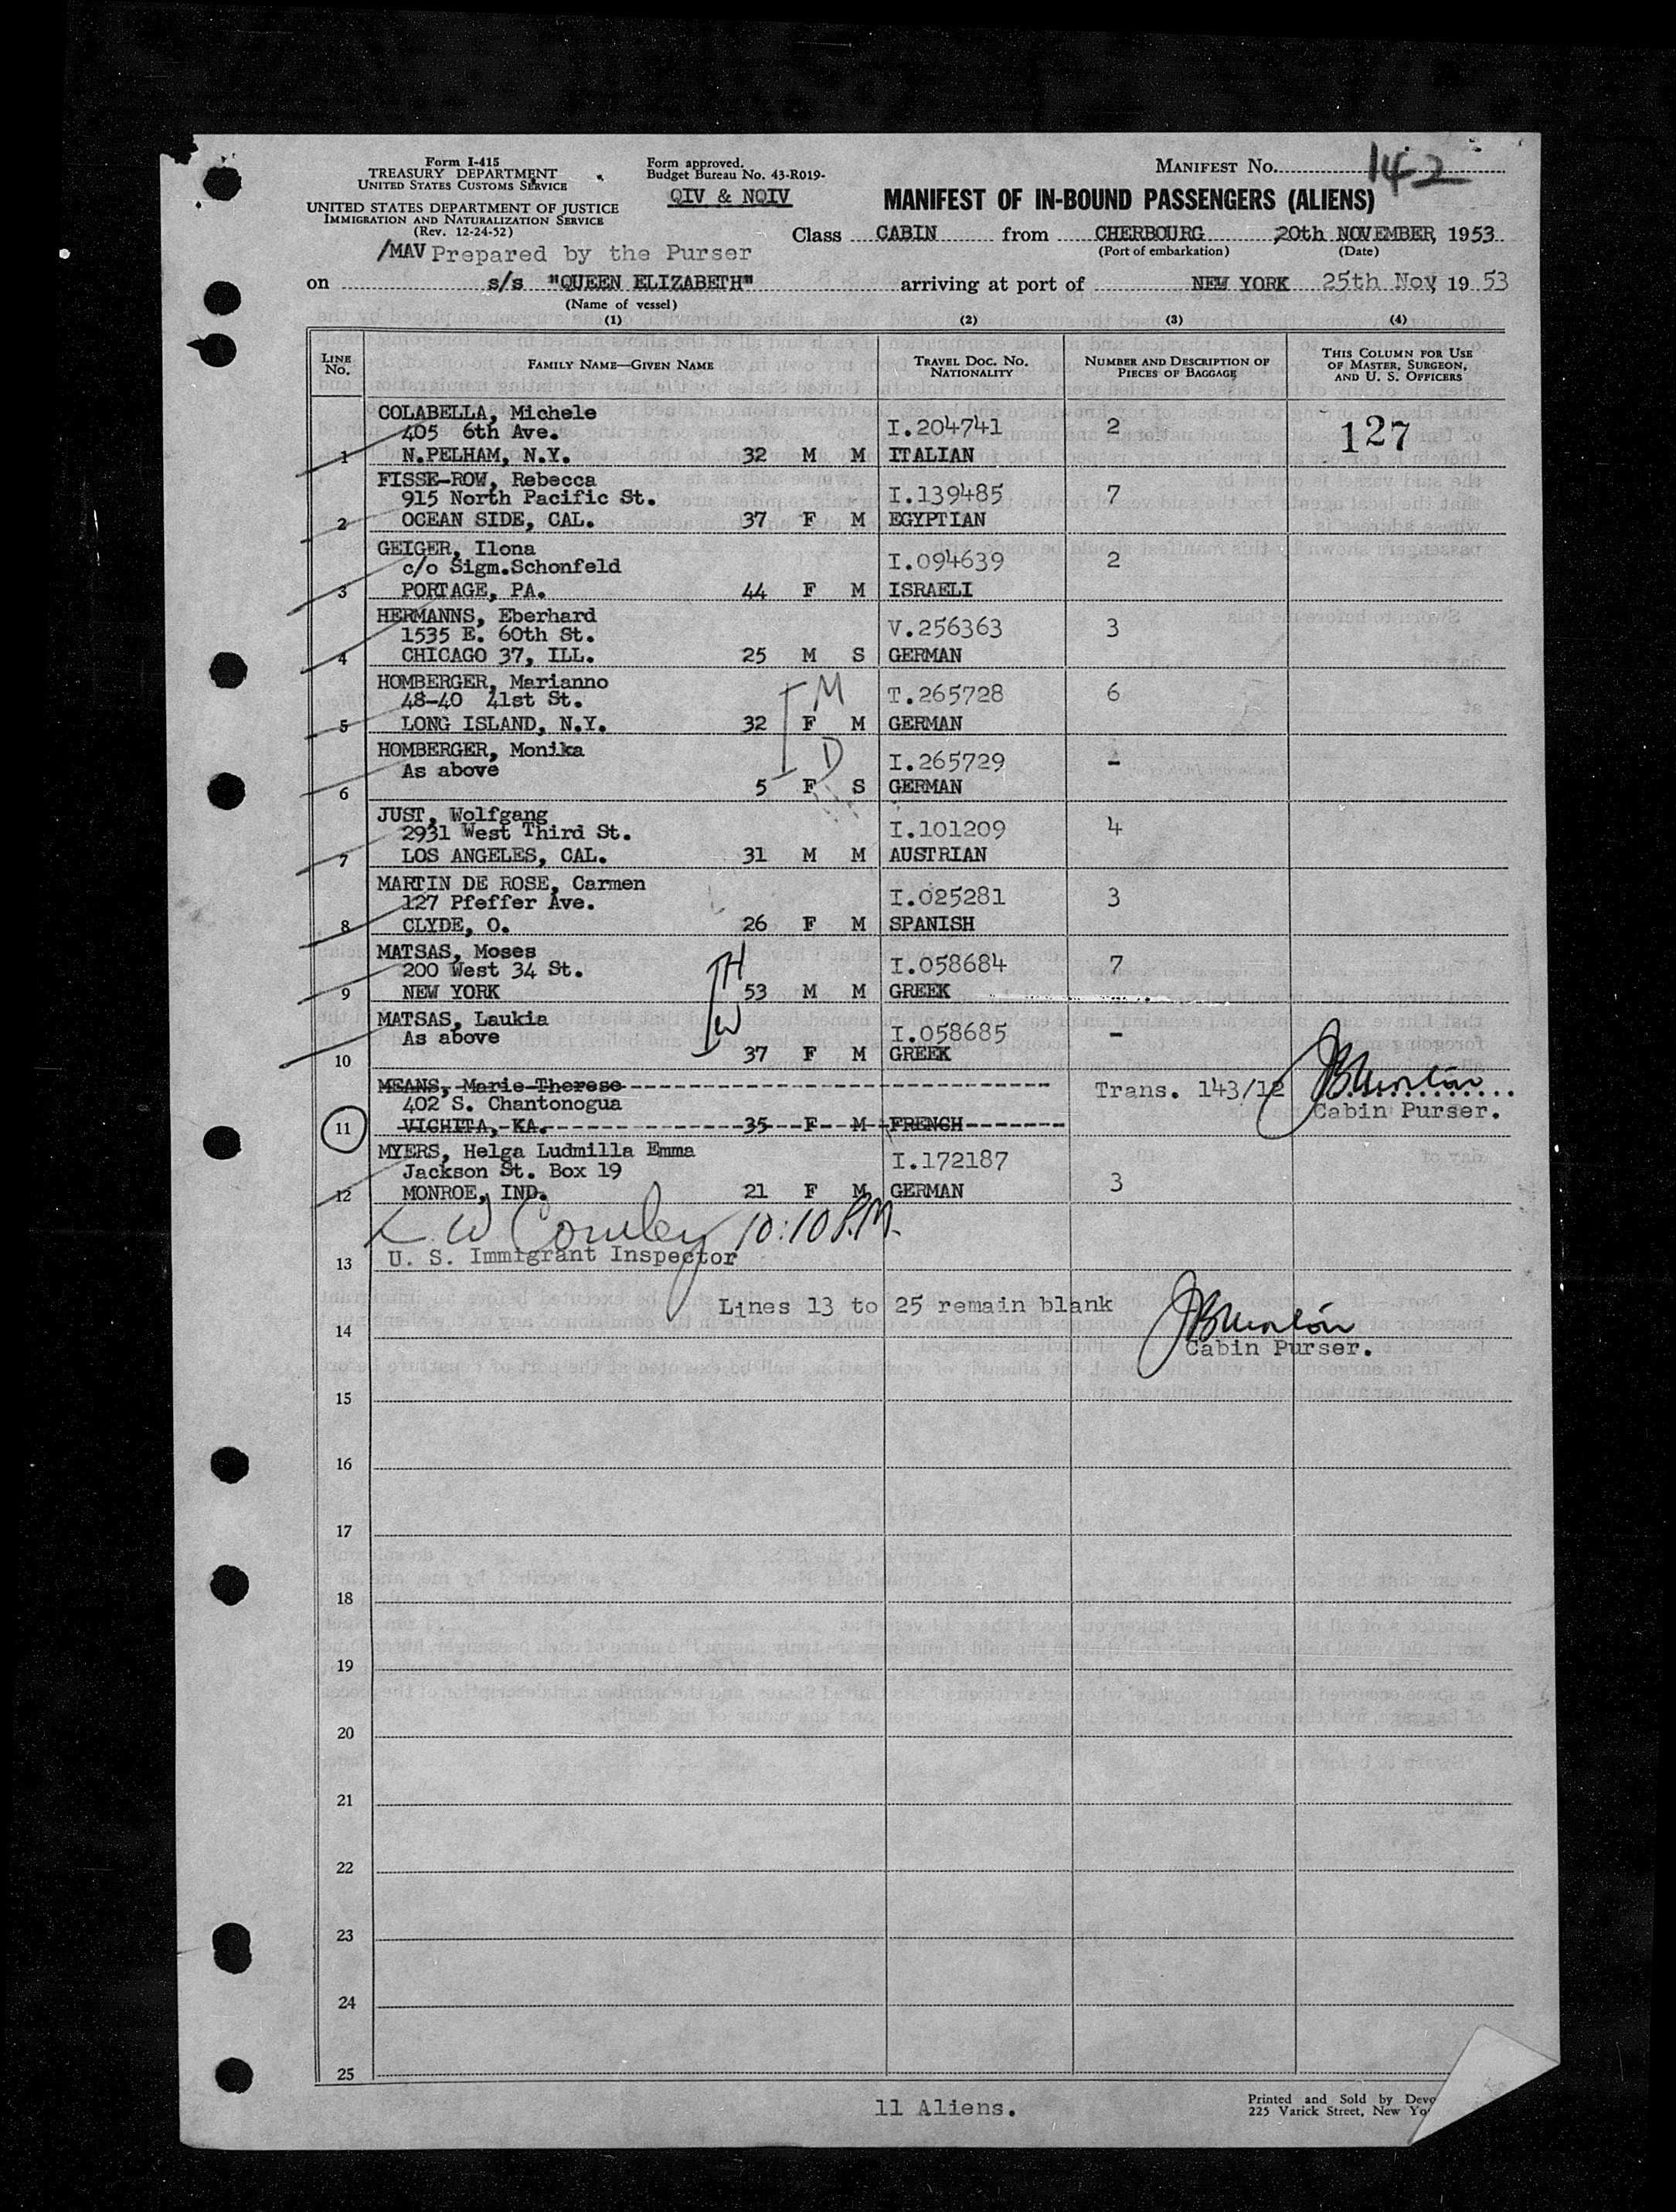 Form I-415
TREASURY DEPARTMENT
UNITED STATES CUSTOMS SERVICE
UNITED STATES DEPARTMENT OF JUSTICE
IMMIGRATION AND NATURALIZATION SERVICE
(Rev. 12-24-52)
Form approved.
Budget Bureau No. 43-R019-
QIV & NQIV
MANIFEST No. 142
MANIFEST OF IN-BOUND PASSENGERS (ALIENS)
Class CABIN from CHERBOURG 20th NOVEMBER, 1953
(Port of embarkation) (Date)
/MAV Prepared by the Purser
on s/s "QUEEN ELIZABETH" arriving at port of NEW YORK 25th Nov, 19 53
(Name of vessel)
(1) (2) (3) (4)
LINE No. FAMILY NAME—GIVEN NAME TRAVEL DOC. NO. NATIONALITY NUMBER AND DESCRIPTION OF PIECES OF BAGGAGE THIS COLUMN FOR USE OF MASTER, SURGEON, AND U. S. OFFICERS
COLABELLA, Michele
405 6th Ave. I.204741 2 127
1 N.PELHAM, N.Y. 32 M M ITALIAN
FISSE-ROW, Rebecca
915 North Pacific St. I.139485 7
2 OCEAN SIDE, CAL. 37 F M EGYPTIAN
GEIGER, Ilona
c/o Sigm.Schonfeld I.094639 2
3 PORTAGE, PA. 44 F M ISRAELI
HERMANNS, Eberhard
1535 E. 60th St. V.256363 3
4 CHICAGO 37, ILL. 25 M S GERMAN
HOMBERGER, Marianno M
48-40 41st St. T.265728 6
5 LONG ISLAND, N.Y. 32 F M GERMAN
HOMBERGER, Monika D
As above I.265729 -
6 5 F S GERMAN
JUST, Wolfgang
2931 West Third St. I.101209 4
7 LOS ANGELES, CAL. 31 M M AUSTRIAN
MARTIN DE ROSE, Carmen
127 Pfeffer Ave. I.025281 3
8 CLYDE, O. 26 F M SPANISH
MATSAS, Moses H
200 West 34 St. I.058684 7
9 NEW YORK 53 M M GREEK
MATSAS, Laukia W
As above I.058685 -
10 37 F M GREEK
MEANS, Marie-Therese
402 S. Chantonogua Trans. 143/12
11 VICHITA, KA. 35 F M FRENCH Cabin Purser.
MYERS, Helga Ludmilla Emma
Jackson St. Box 19 I.172187
12 MONROE, IND. 21 F M GERMAN 3
10:10 P.M.
13 U. S. Immigrant Inspector
Lines 13 to 25 remain blank
14 Cabin Purser.
15
16
17
18
19
20
21
22
23
24
25
11 Aliens.
Printed and Sold by
225 Varick Street, New